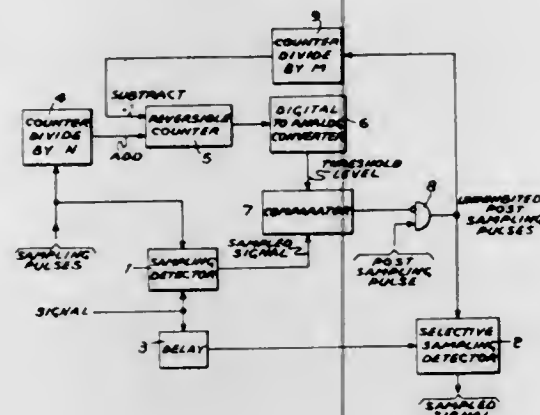 9
COUNTER
DIVIDE
BY M
4
COUNTER
DIVIDE
BY N
SUBTRACT
ADD
REVERSIBLE
COUNTER
5
DIGITAL
TO ANALOG
CONVERTER
6
THRESHOLD
LEVEL
7
COMPARATOR
8
UNINHIBITED
POST
SAMPLING
PULSES
SAMPLING
PULSES
1
SAMPLING
DETECTOR
SAMPLED
SIGNAL
POST
SAMPLING
PULSE
SIGNAL
3
DELAY
SELECTIVE
SAMPLING
DETECTOR
2
SAMPLED
SIGNAL